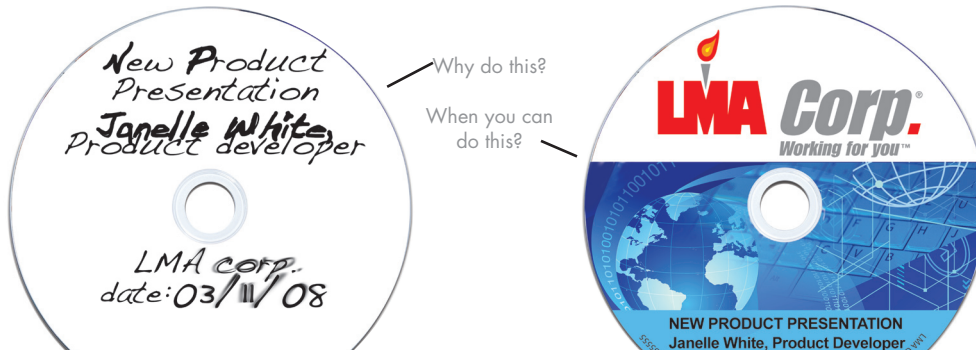 New Product
Presentation
Janelle White,
Product developer
LMA corp.
date: 03/11/08
Why do this?
When you can
do this?
LMA Corp.®
Working for you™
NEW PRODUCT PRESENTATION
Janelle White, Product Developer